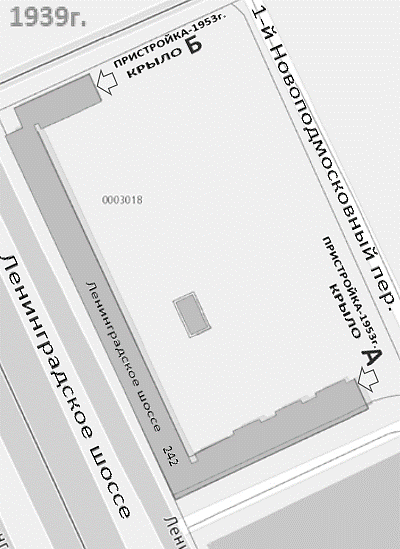 1939г.
ПРИСТРОЙКА-1953г.
КРЫЛО Б
1-й Новоподмосковный пер.
0003018
ПРИСТРОЙКА-1953г.
КРЫЛО А
Ленинградское шоссе
Ленинградское шоссе 242